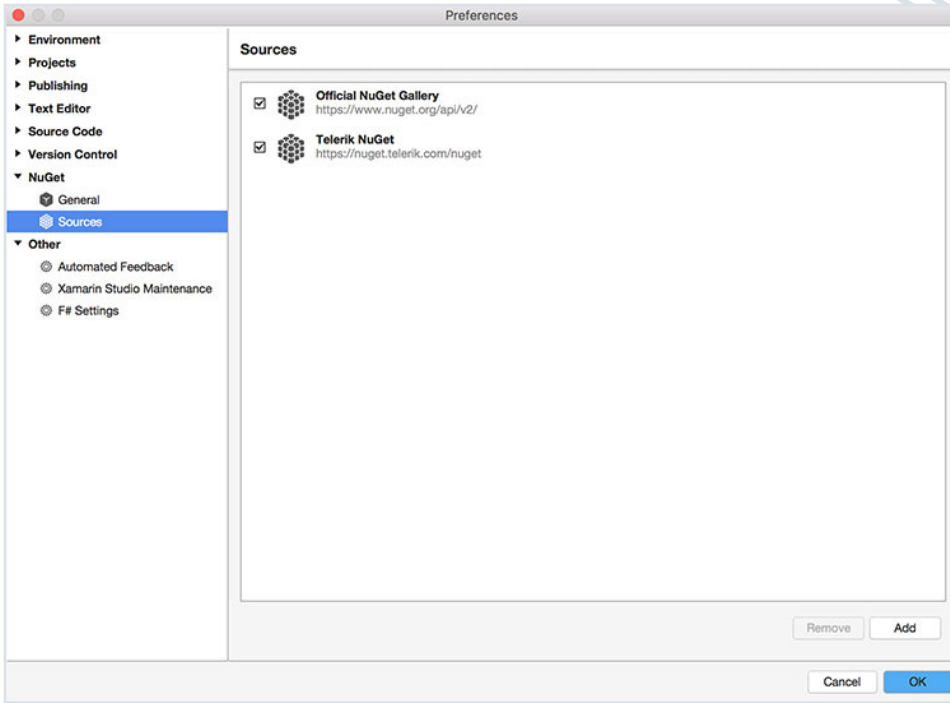 Preferences
Environment
Projects
Publishing
Text Editor
Source Code
Version Control
NuGet
General
Sources
Other
Automated Feedback
Xamarin Studio Maintenance
F# Settings
Sources
Official NuGet Gallery
https://www.nuget.org/api/v2/
Telerik NuGet
https://nuget.telerik.com/nuget
Remove
Add
Cancel
OK